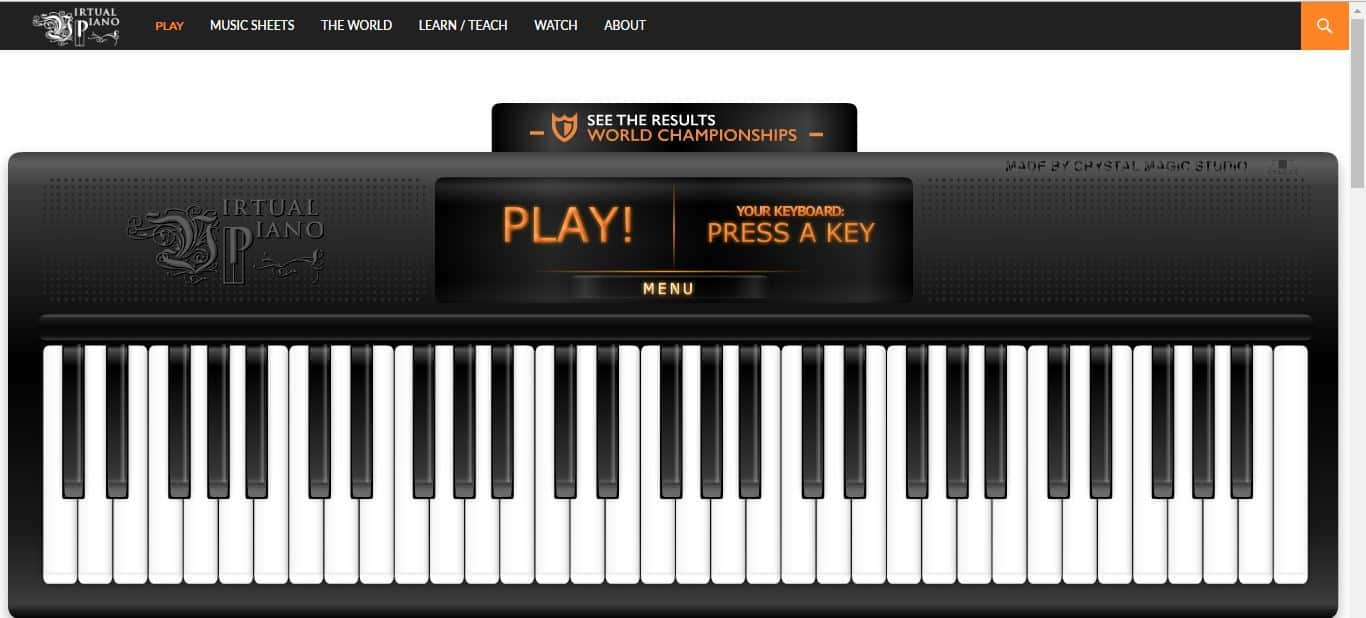 VIRTUAL
PIANO
PLAY
MUSIC SHEETS
THE WORLD
LEARN / TEACH
WATCH
ABOUT
SEE THE RESULTS
WORLD CHAMPIONSHIPS
MADE BY CRYSTAL MAGIC STUDIO
VIRTUAL
PIANO
PLAY!
YOUR KEYBOARD:
PRESS A KEY
MENU